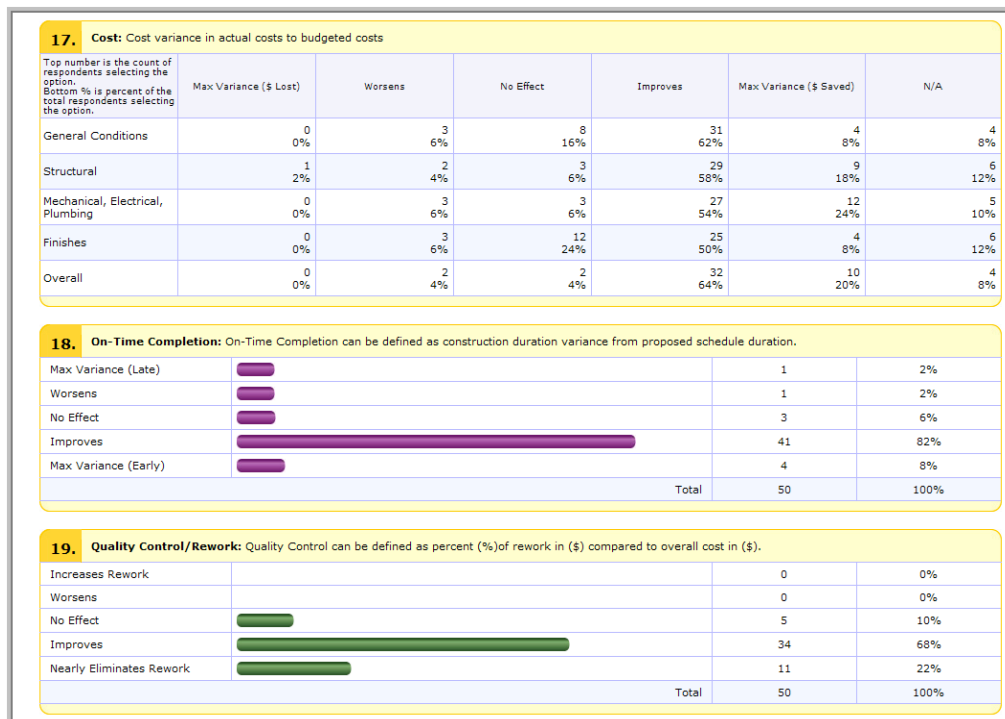 17. Cost: Cost variance in actual costs to budgeted costs
Top number is the count of
respondents selecting the
option.
Bottom % is percent of the
total respondents selecting
the option.
Max Variance ($ Lost) Worsens No Effect Improves Max Variance ($ Saved) N/A
General Conditions
0 3 8 31 4 4
0% 6% 16% 62% 8% 8%
Structural
1 2 3 29 9 6
2% 4% 6% 58% 18% 12%
Mechanical, Electrical,
Plumbing
0 3 3 27 12 5
0% 6% 6% 54% 24% 10%
Finishes
0 3 12 25 4 6
0% 6% 24% 50% 8% 12%
Overall
0 2 2 32 10 4
0% 4% 4% 64% 20% 8%
18. On-Time Completion: On-Time Completion can be defined as construction duration variance from proposed schedule duration.
Max Variance (Late) 1 2%
Worsens 1 2%
No Effect 3 6%
Improves 41 82%
Max Variance (Early) 4 8%
Total 50 100%
19. Quality Control/Rework: Quality Control can be defined as percent (%)of rework in ($) compared to overall cost in ($).
Increases Rework 0 0%
Worsens 0 0%
No Effect 5 10%
Improves 34 68%
Nearly Eliminates Rework 11 22%
Total 50 100%